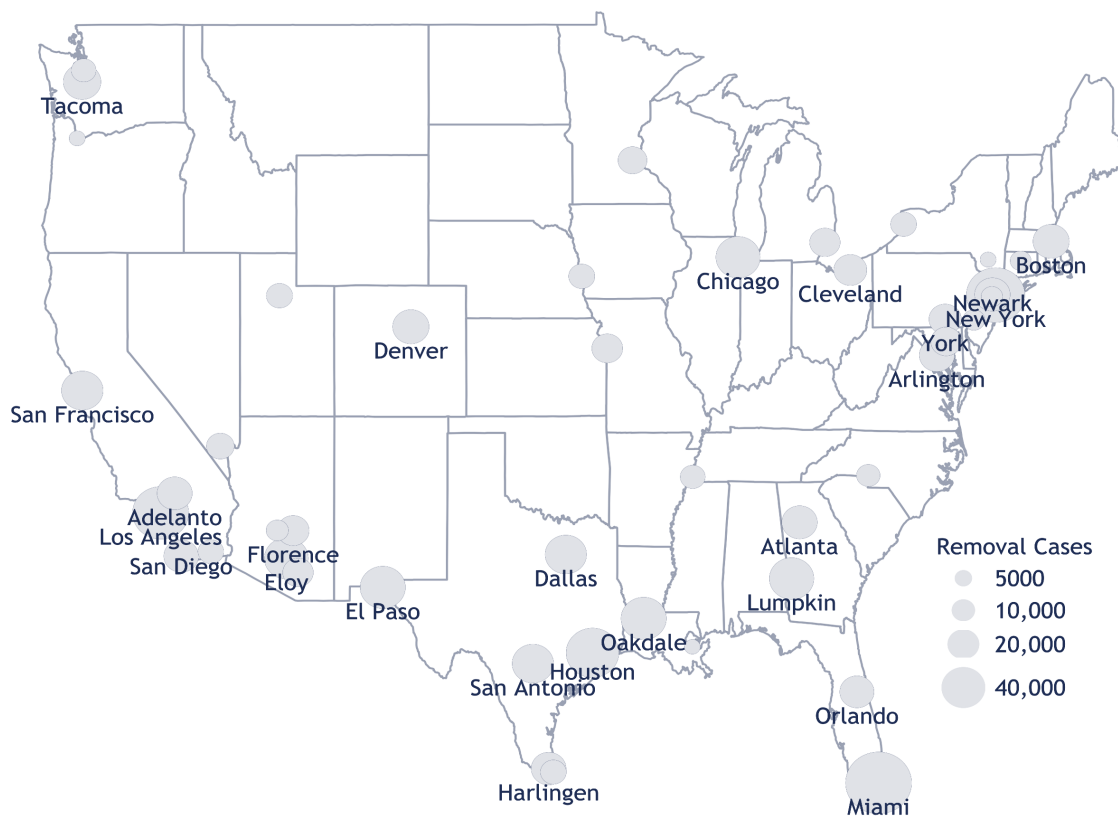 Tacoma
Boston
Chicago
Cleveland
Newark
New York
York
Denver
Arlington
San Francisco
Adelanto
Los Angeles
San Diego
Florence
Eloy
El Paso
Dallas
Atlanta
Lumpkin
Oakdale
Houston
San Antonio
Harlingen
Orlando
Miami
Removal Cases
5000
10,000
20,000
40,000